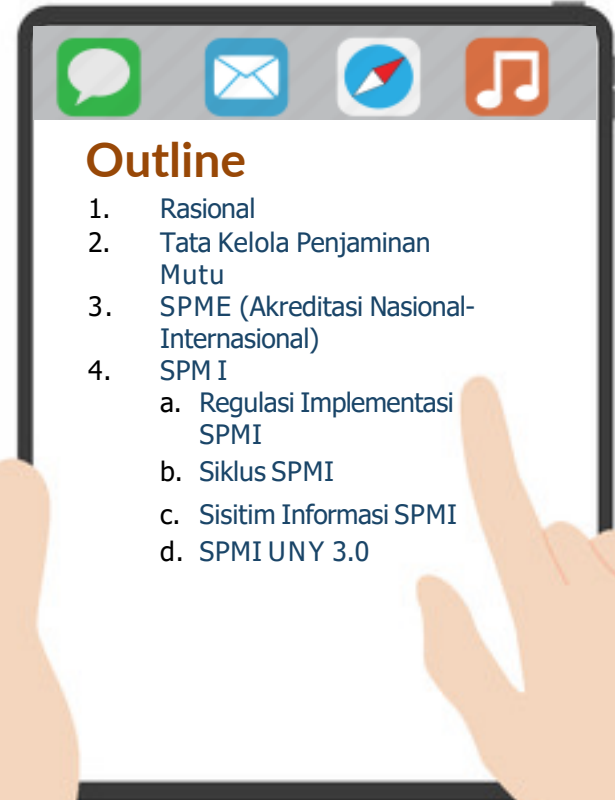 Outline
1. Rasional
2. Tata Kelola Penjaminan
Mutu
3. SPME (Akreditasi Nasional-
Internasional)
4. SPM I
a. Regulasi Implementasi
SPMI
b. Siklus SPMI
c. Sisitim Informasi SPMI
d. SPMI UNY 3.0